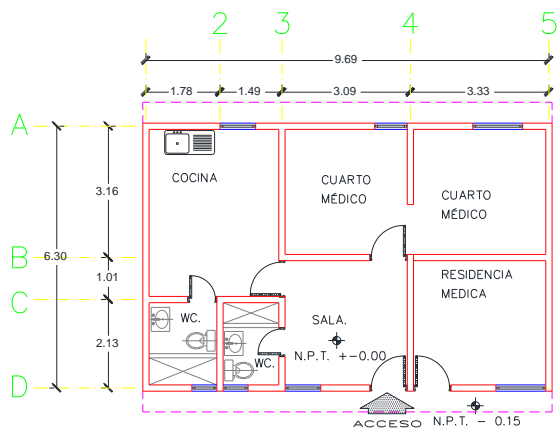 2 3 4 5
9.69
1.78 1.49 3.09 3.33
A
3.16
COCINA
CUARTO
MÉDICO
CUARTO
MÉDICO
6.30
B
1.01
RESIDENCIA
MEDICA
C
WC.
SALA.
2.13
N.P.T. +-0.00
WC.
D
ACCESO
N.P.T. - 0.15